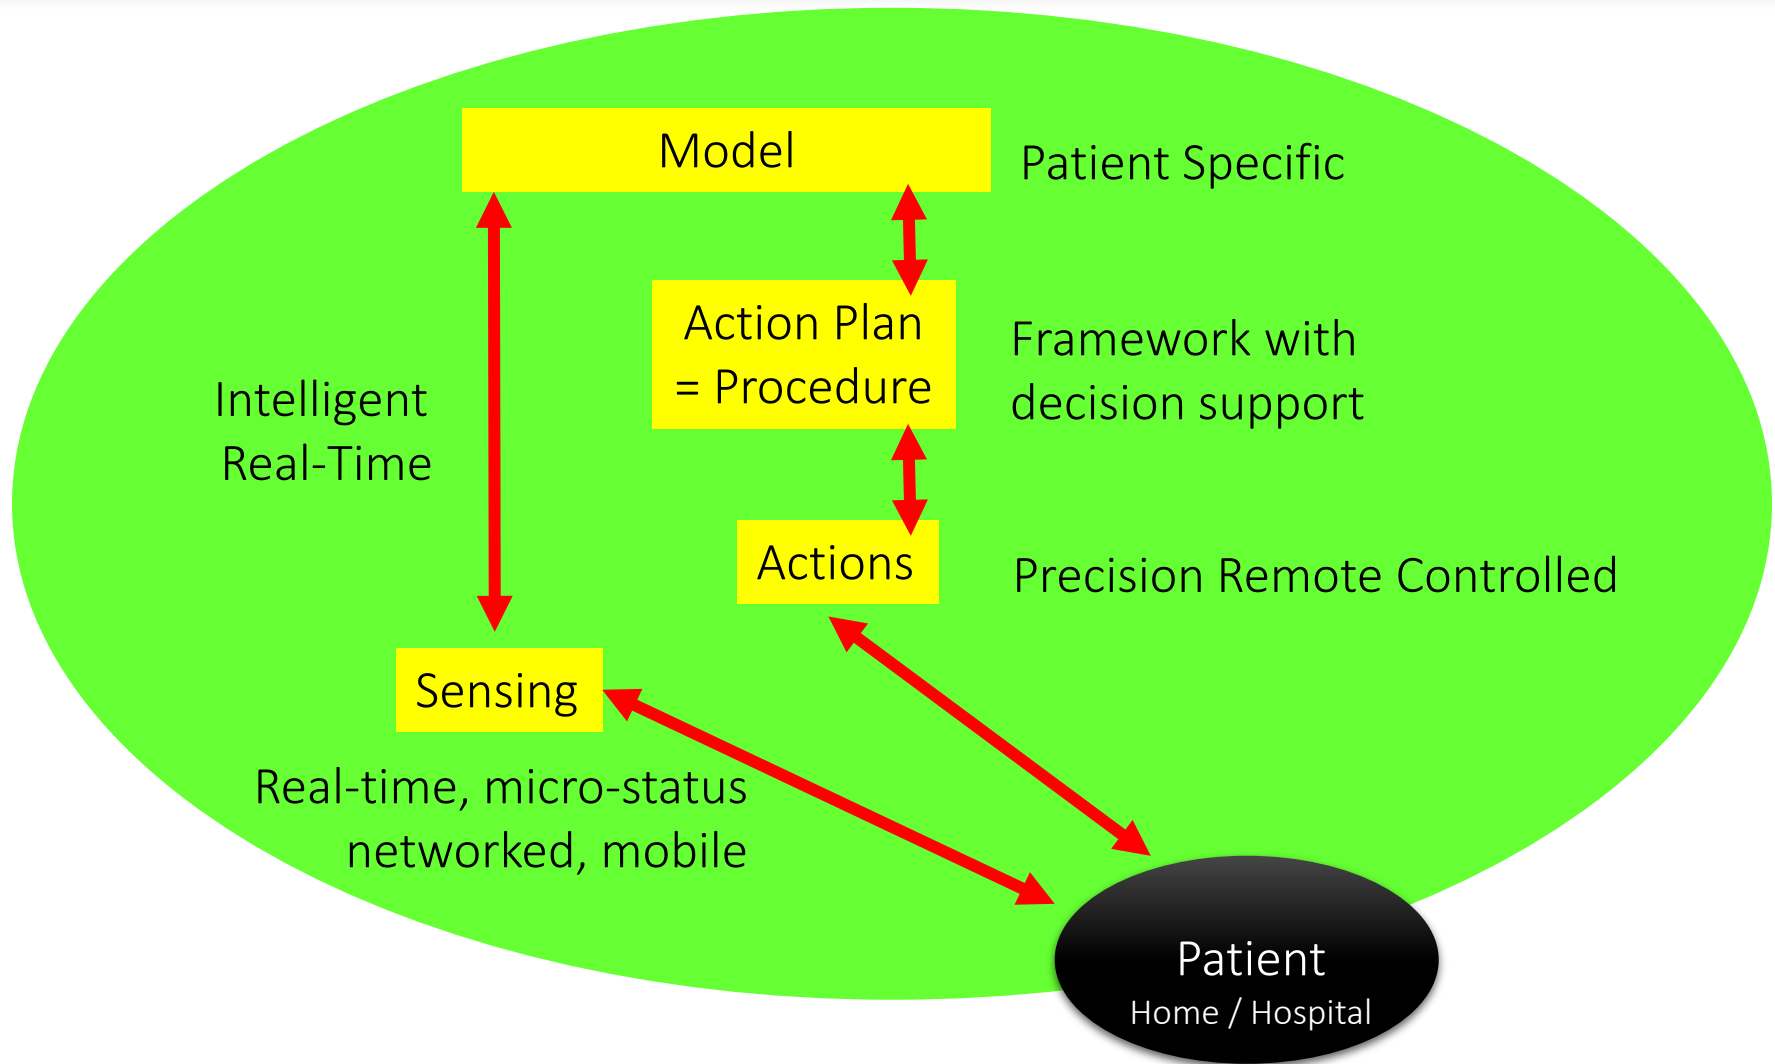 Model
Patient Specific
Action Plan
= Procedure
Framework with
decision support
Intelligent
Real-Time
Actions
Precision Remote Controlled
Sensing
Real-time, micro-status
networked, mobile
Patient
Home / Hospital